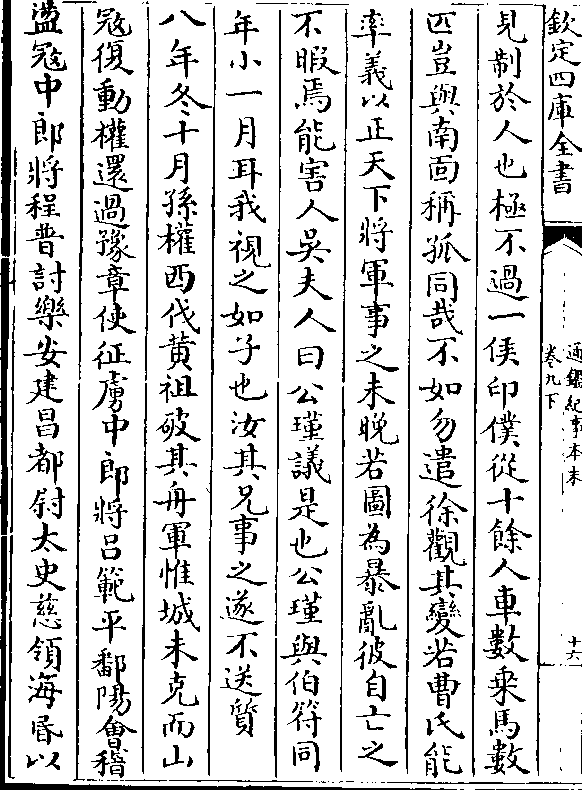 欽定四庫全書
通鑑紀事本末
卷九下
十六
見制於人也極不過一侯印僕從十餘人車數乘馬數
匹豈與南面稱孤同哉不如勿遣徐觀其變若曹氏能
率義以正天下將軍事之未晚若圖為暴亂彼自亡之
不暇焉能害人吳夫人曰公瑾議是也公瑾與伯符同
年小一月耳我視之如子也汝其兄事之遂不送質
八年冬十月孫權西伐黃祖破其舟軍惟城未克而山
冦復動權還過豫章使征虜中郎將呂範平鄱陽會稽
盪冦中郎將程普討樂安建昌都尉太史慈領海昏以